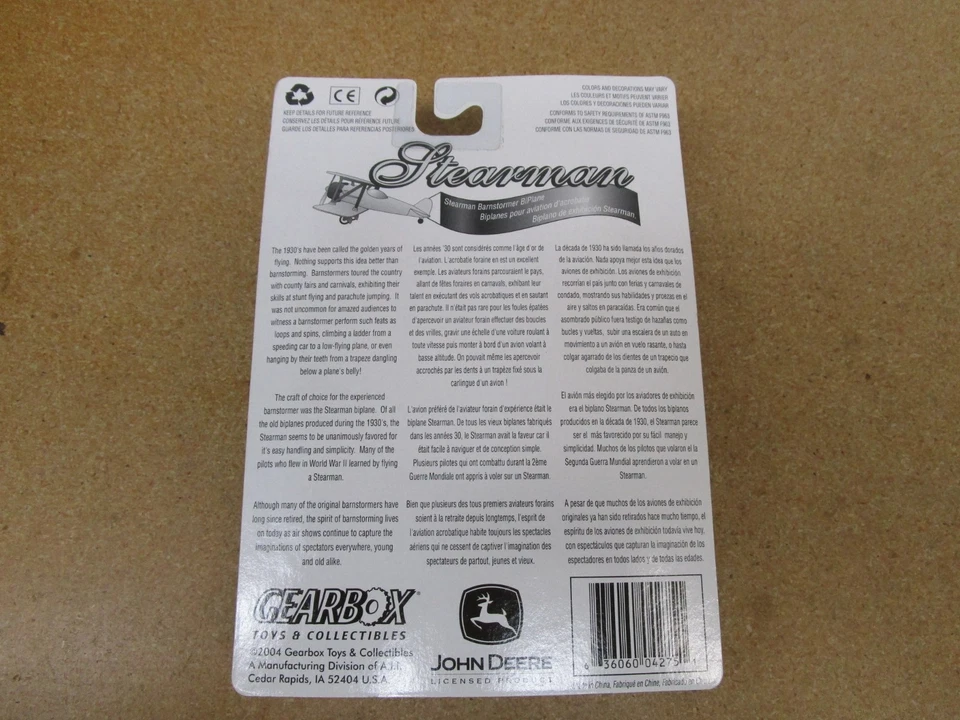 KEEP DETAILS FOR FUTURE REFERENCE
CONSERVEZ LES DÉTAILS POUR RÉFÉRENCE FUTURE
GUARDE LOS DETALLES PARA REFERENCIAS POSTERIORES
COLORS AND DECORATIONS MAY VARY
LES COULEURS ET MOTIFS PEUVENT VARIER
LOS COLORES Y DECORACIONES PUEDEN VARIAR
CONFORMS TO SAFETY REQUIREMENTS OF ASTM F963
CONFORME AUX EXIGENCES DE SÉCURITÉ DE ASTM F963
CONFORME CON LAS NORMAS DE SEGURIDAD DE ASTM F963
CE
Stearman
Stearman Barnstormer BiPlane
Biplanes pour aviation d'acrobatie
Biplano de exhibición Stearman.
The 1930's have been called the golden years of
flying. Nothing supports this idea better than
barnstorming. Barnstormers toured the country
with county fairs and carnivals, exhibiting their
skills at stunt flying and parachute jumping. It
was not uncommon for amazed audiences to
witness a barnstormer perform such feats as
loops and spins, climbing a ladder from a
speeding car to a low-flying plane, or even
hanging by their teeth from a trapeze dangling
below a plane's belly!
The craft of choice for the experienced
barnstormer was the Stearman biplane. Of all
the old biplanes produced during the 1930's, the
Stearman seems to be unanimously favored for
it's easy handling and simplicity. Many of the
pilots who flew in World War II learned by flying
a Stearman.
Although many of the original barnstormers have
long since retired, the spirit of barnstorming lives
on today as air shows continue to capture the
imaginations of spectators everywhere, young
and old alike.
Les années '30 sont considérés comme l'âge d'or de
l'aviation. L'acrobatie foraine en est un excellent
exemple. Les aviateurs forains parcouraient le pays,
allant de fêtes foraines en carnavals, exhibant leur
talent en exécutant des vols acrobatiques et en sautant
en parachute. Il n'était pas rare pour les foules épatées
d'apercevoir un aviateur forain effectuer des boucles
et des vrilles, gravir une échelle d'une voiture roulant à
toute vitesse puis monter à bord d'un avion volant à
basse altitude. On pouvait même les apercevoir
accrochés par les dents à un trapèze fixé sous la
carlingue d'un avion !
L'avion préféré de l'aviateur forain d'expérience était le
biplane Stearman. De tous les vieux biplanes fabriqués
dans les années 30, le Stearman avait la faveur car il
était facile à naviguer et de conception simple.
Plusieurs pilotes qui ont combattu durant la 2ème
Guerre Mondiale ont appris à voler sur un Stearman.
Bien que plusieurs des tous premiers aviateurs forains
soient à la retraite depuis longtemps, l'esprit de
l'aviation acrobatique habite toujours les spectacles
aériens qui ne cessent de captiver l'imagination des
spectateurs de partout, jeunes et vieux.
La década de 1930 ha sido llamada los años dorados
de la aviación. Nada apoya mejor esta idea que los
aviones de exhibición. Los aviones de exhibición
recorrían el país junto con ferias y carnavales de
condado, mostrando sus habilidades y proezas en el
aire y saltos en paracaídas. Era común que el
asombrado público fuera testigo de hazañas como
bucles y vueltas, subir una escalera de un auto en
movimiento a un avión en vuelo rasante, o hasta
colgar agarrado de los dientes de un trapecio que
colgaba de la panza de un avión.
El avión más elegido por los aviadores de exhibición
era el biplano Stearman. De todos los biplanos
producidos en la década de 1930, el Stearman parece
ser el más favorecido por su fácil manejo y
simplicidad. Muchos de los pilotos que volaron en la
Segunda Guerra Mundial aprendieron a volar en un
Stearman.
A pesar de que muchos de los aviones de exhibición
originales ya han sido retirados hace mucho tiempo, el
espíritu de los aviones de exhibición todavía vive hoy,
con espectáculos que capturan la imaginación de los
espectadores en todos lados y de todas las edades.
GEARBOX
TOYS & COLLECTIBLES
©2004 Gearbox Toys & Collectibles
A Manufacturing Division of A.J.I.
Cedar Rapids, IA 52404 U.S.A.
JOHN DEERE
LICENSED PRODUCT
6 36060 04275 1
in China, Fabriqué en Chine, Fabricado en